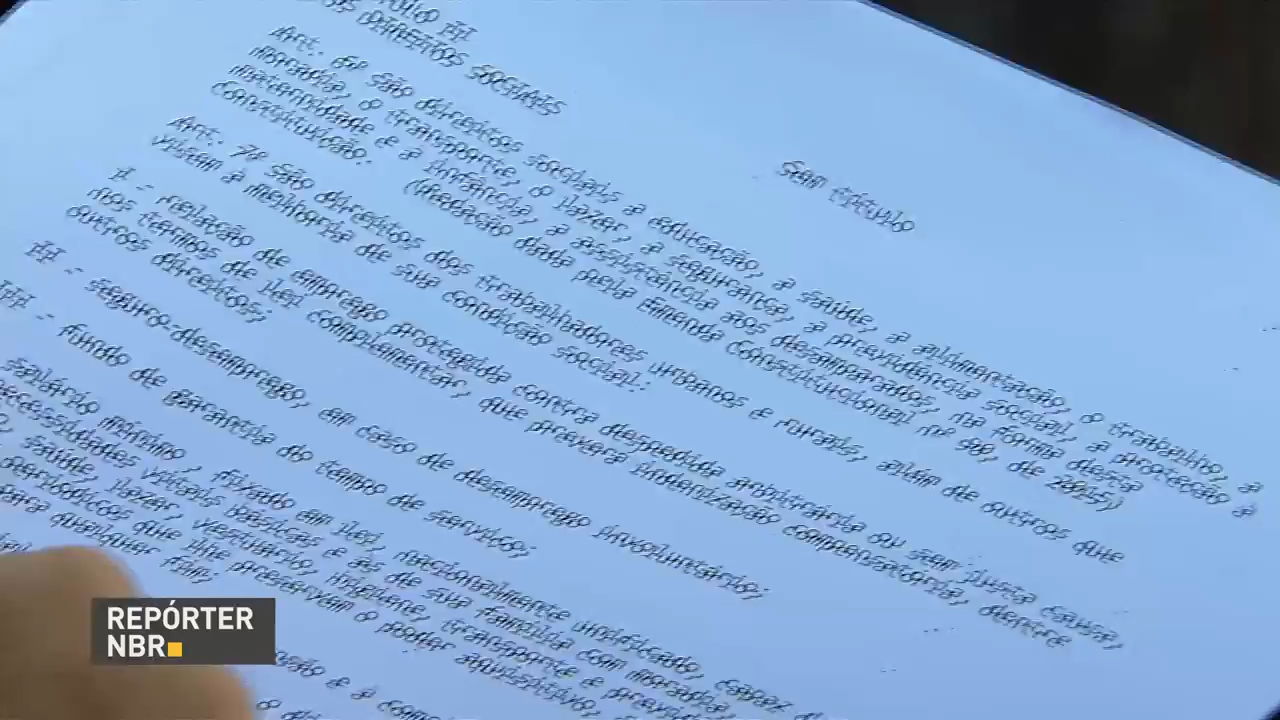 Sem título
DOS DIREITOS SOCIAIS
Art. 6º São direitos sociais a educação, a saúde, a alimentação, o trabalho, a
moradia, o transporte, o lazer, a segurança, a previdência social, a proteção à
maternidade e à infância, a assistência aos desamparados, na forma desta
Constituição. (Redação dada pela Emenda Constitucional nº 90, de 2015)
Art. 7º São direitos dos trabalhadores urbanos e rurais, além de outros que
visem à melhoria de sua condição social:
I - relação de emprego protegida contra despedida arbitrária ou sem justa causa,
nos termos de lei complementar, que preverá indenização compensatória, dentre
outros direitos;
II - seguro-desemprego, em caso de desemprego involuntário;
III - fundo de garantia do tempo de serviço;
salário mínimo, fixado em lei, nacionalmente unificado, capaz d
necessidades vitais básicas e às de sua família com moradia,
saúde, lazer, vestuário, higiene, transporte e previ
periódicos que lhe preservem o poder aquisitivo, s
para qualquer fim;
REPÓRTER
NBR